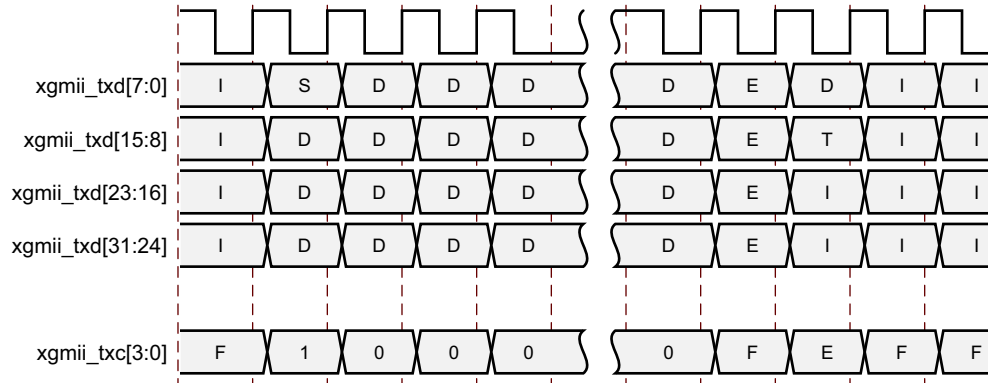 xgmii_txd[7:0] I S D D D D E D I I
xgmii_txd[15:8] I D D D D D E T I I
xgmii_txd[23:16] I D D D D D E I I I
xgmii_txd[31:24] I D D D D D E I I I
xgmii_txc[3:0] F 1 0 0 0 0 F E F F